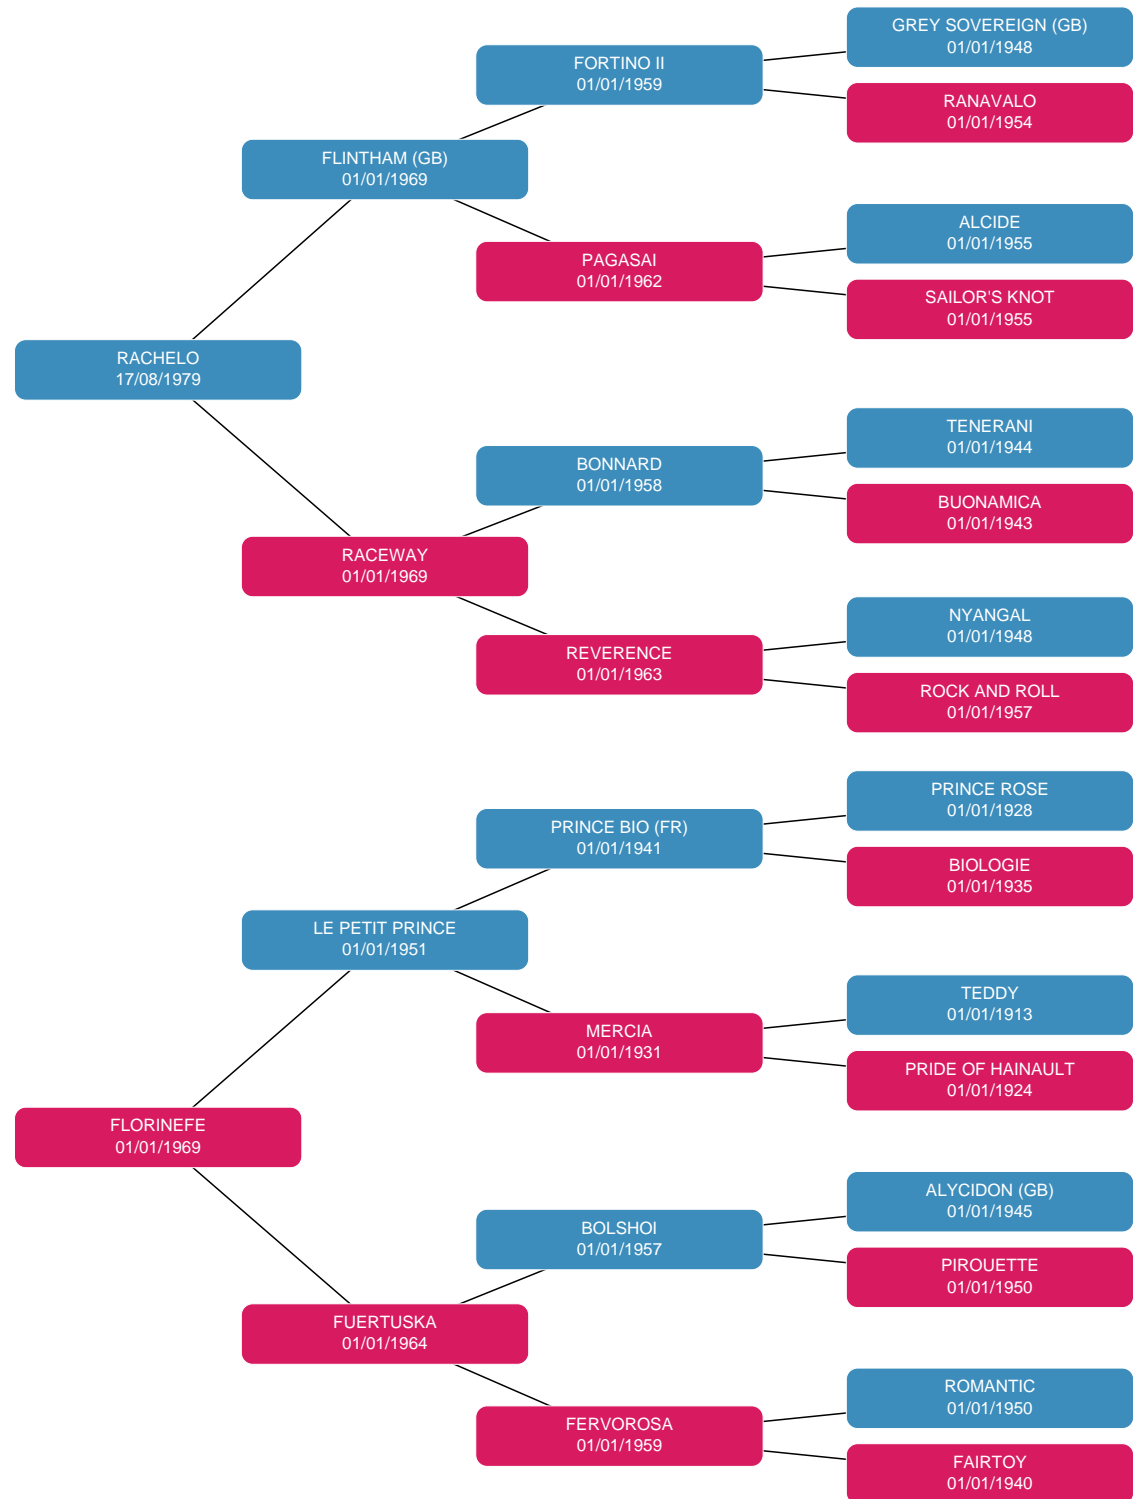 GREY SOVEREIGN (GB)
01/01/1948
FORTINO II
01/01/1959
RANAVALO
01/01/1954
FLINTHAM (GB)
01/01/1969
ALCIDE
01/01/1955
PAGASAI
01/01/1962
SAILOR'S KNOT
01/01/1955
RACHELO
17/08/1979
TENERANI
01/01/1944
BONNARD
01/01/1958
BUONAMICA
01/01/1943
RACEWAY
01/01/1969
NYANGAL
01/01/1948
REVERENCE
01/01/1963
ROCK AND ROLL
01/01/1957
PRINCE ROSE
01/01/1928
PRINCE BIO (FR)
01/01/1941
BIOLOGIE
01/01/1935
LE PETIT PRINCE
01/01/1951
TEDDY
01/01/1913
MERCIA
01/01/1931
PRIDE OF HAINAULT
01/01/1924
FLORINEFE
01/01/1969
ALYCIDON (GB)
01/01/1945
BOLSHOI
01/01/1957
PIROUETTE
01/01/1950
FUERTUSKA
01/01/1964
ROMANTIC
01/01/1950
FERVOROSA
01/01/1959
FAIRTOY
01/01/1940